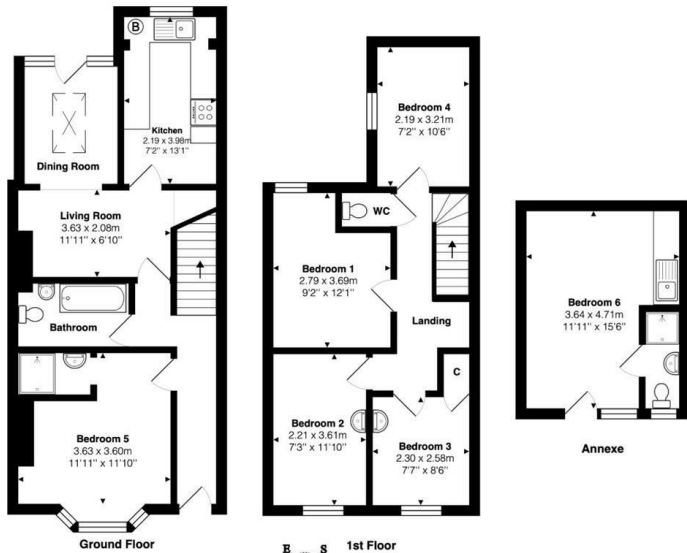 B
Kitchen
2.19 x 3.98m
7'2" x 13'1"
Dining Room
Living Room
3.63 x 2.08m
11'11" x 6'10"
Bathroom
Bedroom 5
3.63 x 3.60m
11'11" x 11'10"
Ground Floor
Bedroom 4
2.19 x 3.21m
7'2" x 10'6"
WC
Bedroom 1
2.79 x 3.69m
9'2" x 12'1"
Landing
C
Bedroom 2
2.21 x 3.61m
7'3" x 11'10"
Bedroom 3
2.30 x 2.58m
7'7" x 8'6"
E S
1st Floor
Bedroom 6
3.64 x 4.71m
11'11" x 15'6"
Annexe